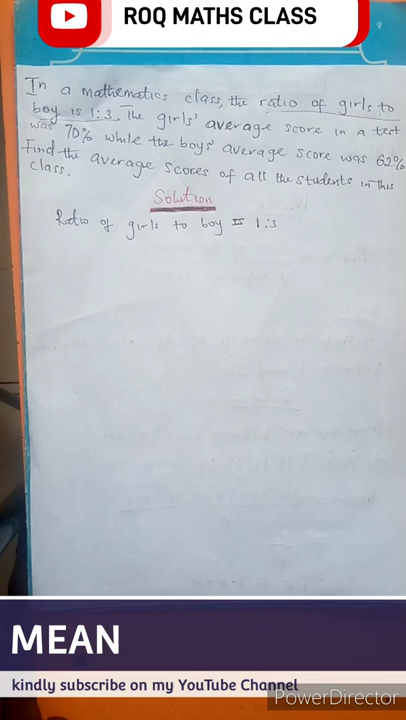 ROQ MATHS CLASS
In a mathematics class, the ratio of girls to
boy is 1:3. The girls' average score in a test
was 70% while the boys' average score was 62%
Find the average scores of all the students in this
class.
Solution
Ratio of girls to boy = 1:3
MEAN
kindly subscribe on my YouTube Channel
PowerDirector